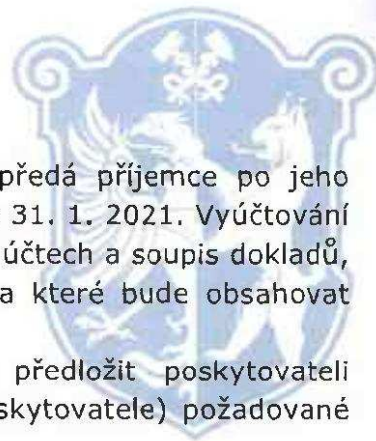 předá příjemce po jeho
31. 1. 2021. Vyúčtování
účtech a soupis dokladů,
a které bude obsahovat
předložit poskytovateli
skytovatele) požadované